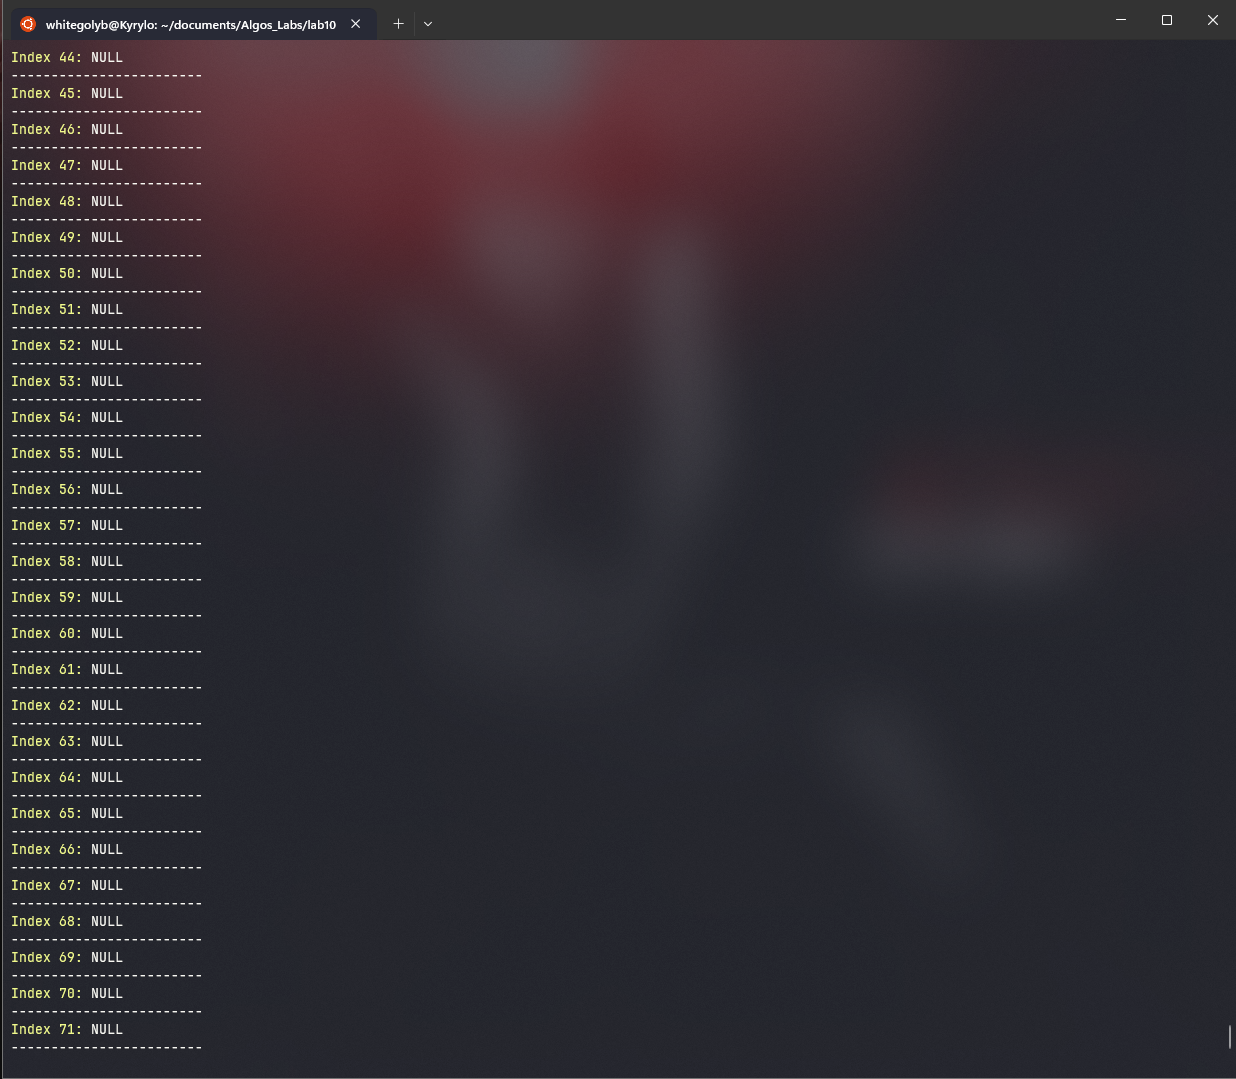 whitegolyb@Kyrylo: ~/documents/Algos_Labs/lab10
Index 44: NULL
------------------------
Index 45: NULL
------------------------
Index 46: NULL
------------------------
Index 47: NULL
------------------------
Index 48: NULL
------------------------
Index 49: NULL
------------------------
Index 50: NULL
------------------------
Index 51: NULL
------------------------
Index 52: NULL
------------------------
Index 53: NULL
------------------------
Index 54: NULL
------------------------
Index 55: NULL
------------------------
Index 56: NULL
------------------------
Index 57: NULL
------------------------
Index 58: NULL
------------------------
Index 59: NULL
------------------------
Index 60: NULL
------------------------
Index 61: NULL
------------------------
Index 62: NULL
------------------------
Index 63: NULL
------------------------
Index 64: NULL
------------------------
Index 65: NULL
------------------------
Index 66: NULL
------------------------
Index 67: NULL
------------------------
Index 68: NULL
------------------------
Index 69: NULL
------------------------
Index 70: NULL
------------------------
Index 71: NULL
------------------------